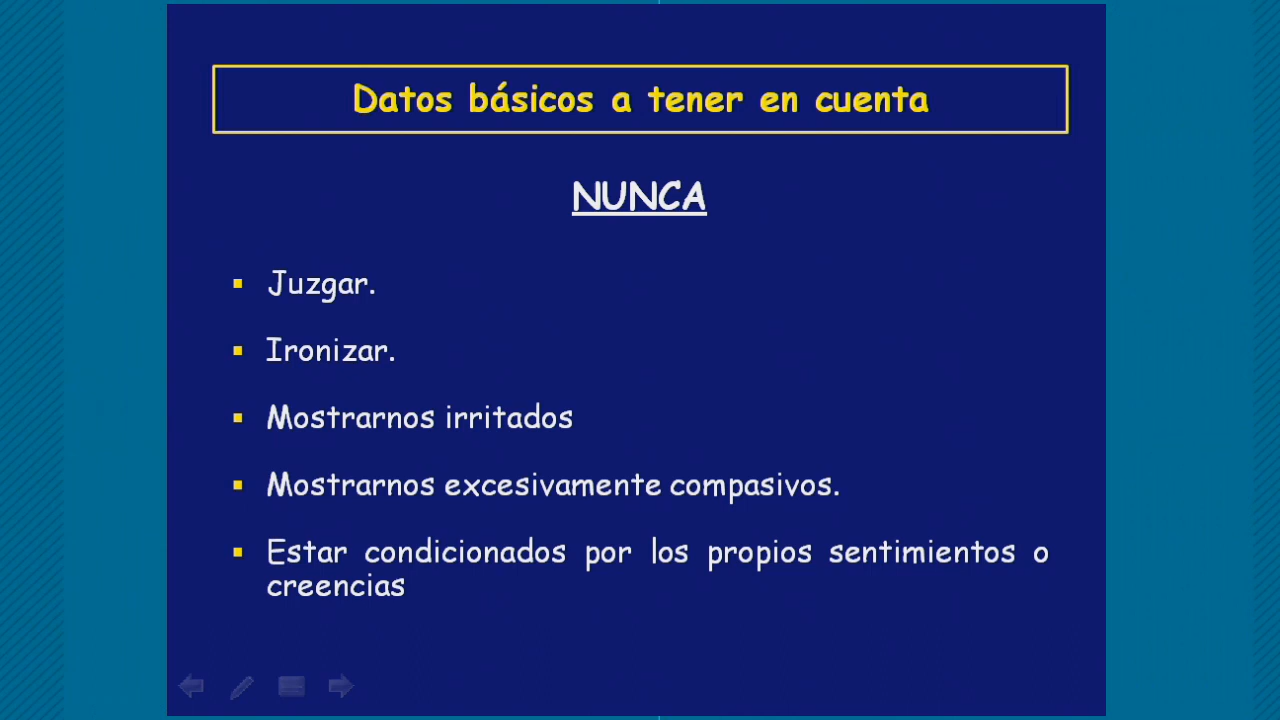 Datos básicos a tener en cuenta
NUNCA
▪ Juzgar.
▪ Ironizar.
▪ Mostrarnos irritados
▪ Mostrarnos excesivamente compasivos.
▪ Estar condicionados por los propios sentimientos o
creencias